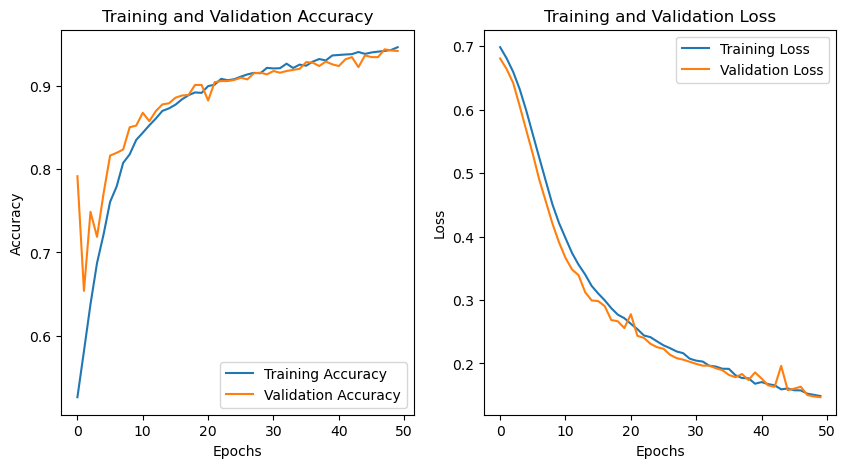 Training and Validation Accuracy
Accuracy
0.9
0.8
0.7
0.6
0
10
20
30
40
50
Epochs
Training Accuracy
Validation Accuracy
Training and Validation Loss
Loss
0.7
0.6
0.5
0.4
0.3
0.2
0
10
20
30
40
50
Epochs
Training Loss
Validation Loss